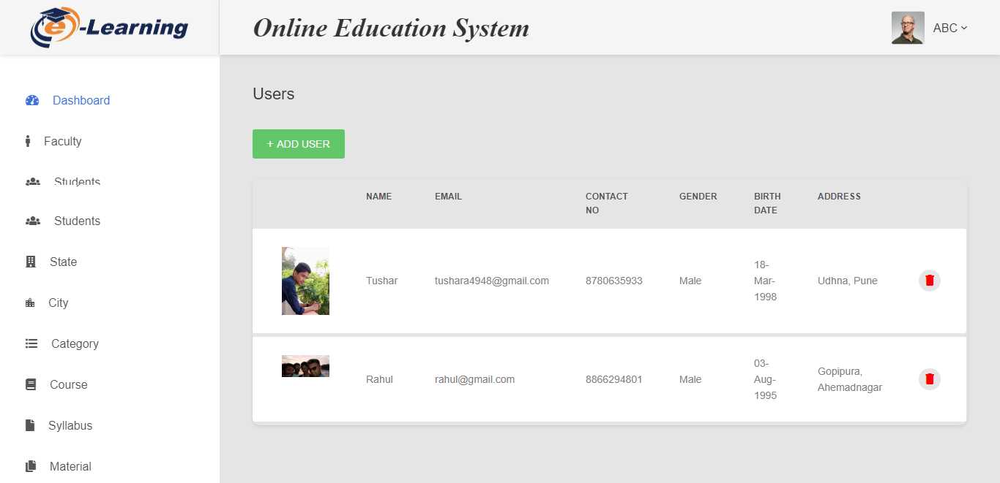 e-Learning
Online Education System
ABC
Dashboard
Faculty
Students
Students
State
City
Category
Course
Syllabus
Material
Users
+ ADD USER
NAME EMAIL CONTACT NO GENDER BIRTH DATE ADDRESS
Tushar tushara4948@gmail.com 8780635933 Male 18-Mar-1998 Udhna, Pune
Rahul rahul@gmail.com 8866294801 Male 03-Aug-1995 Gopipura, Ahemadnagar